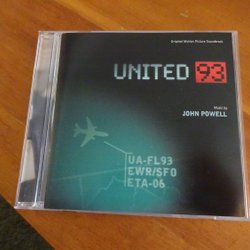 Original Motion Picture Soundtrack
UNITED 93
Music by
JOHN POWELL
UA-FL93
EWR/SFO
ETA-06